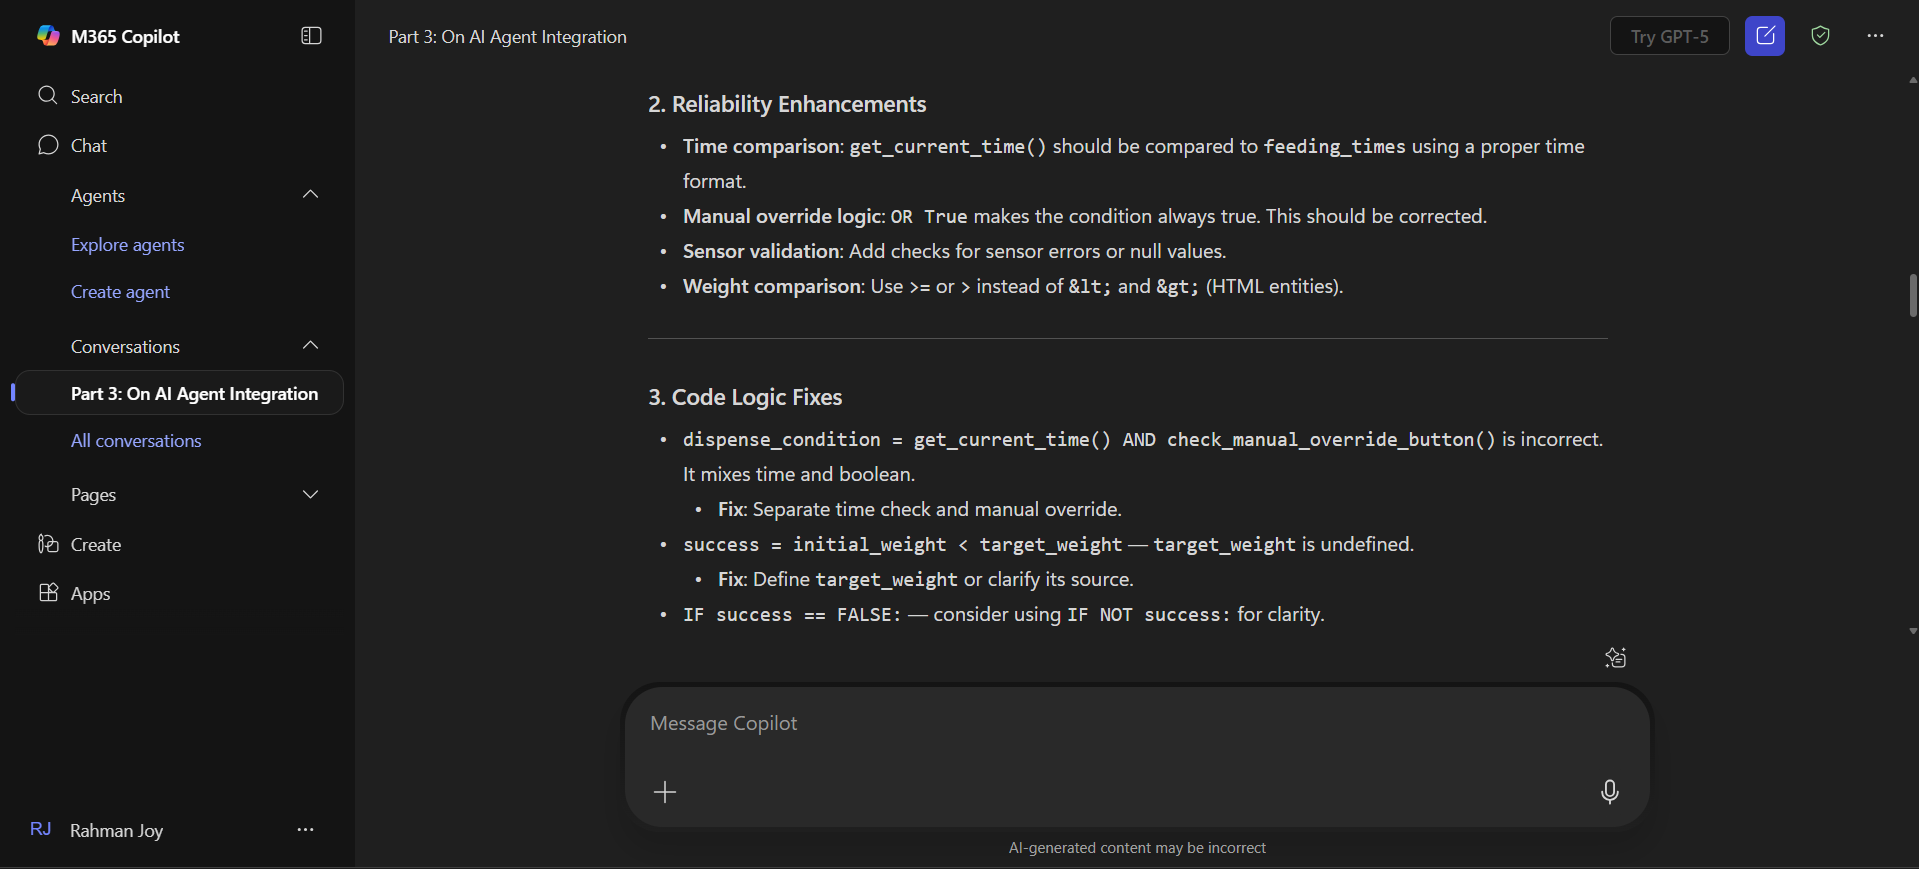 M365 Copilot
Search
Chat
Agents
Explore agents
Create agent
Conversations
Part 3: On AI Agent Integration
All conversations
Pages
Create
Apps
RJ Rahman Joy
Part 3: On AI Agent Integration
Try GPT-5
2. Reliability Enhancements
• Time comparison: get_current_time() should be compared to feeding_times using a proper time
format.
• Manual override logic: OR True makes the condition always true. This should be corrected.
• Sensor validation: Add checks for sensor errors or null values.
• Weight comparison: Use >= or > instead of &lt; and &gt; (HTML entities).
3. Code Logic Fixes
• dispense_condition = get_current_time() AND check_manual_override_button() is incorrect.
It mixes time and boolean.
• Fix: Separate time check and manual override.
• success = initial_weight < target_weight — target_weight is undefined.
• Fix: Define target_weight or clarify its source.
• IF success == FALSE: — consider using IF NOT success: for clarity.
Message Copilot
AI-generated content may be incorrect